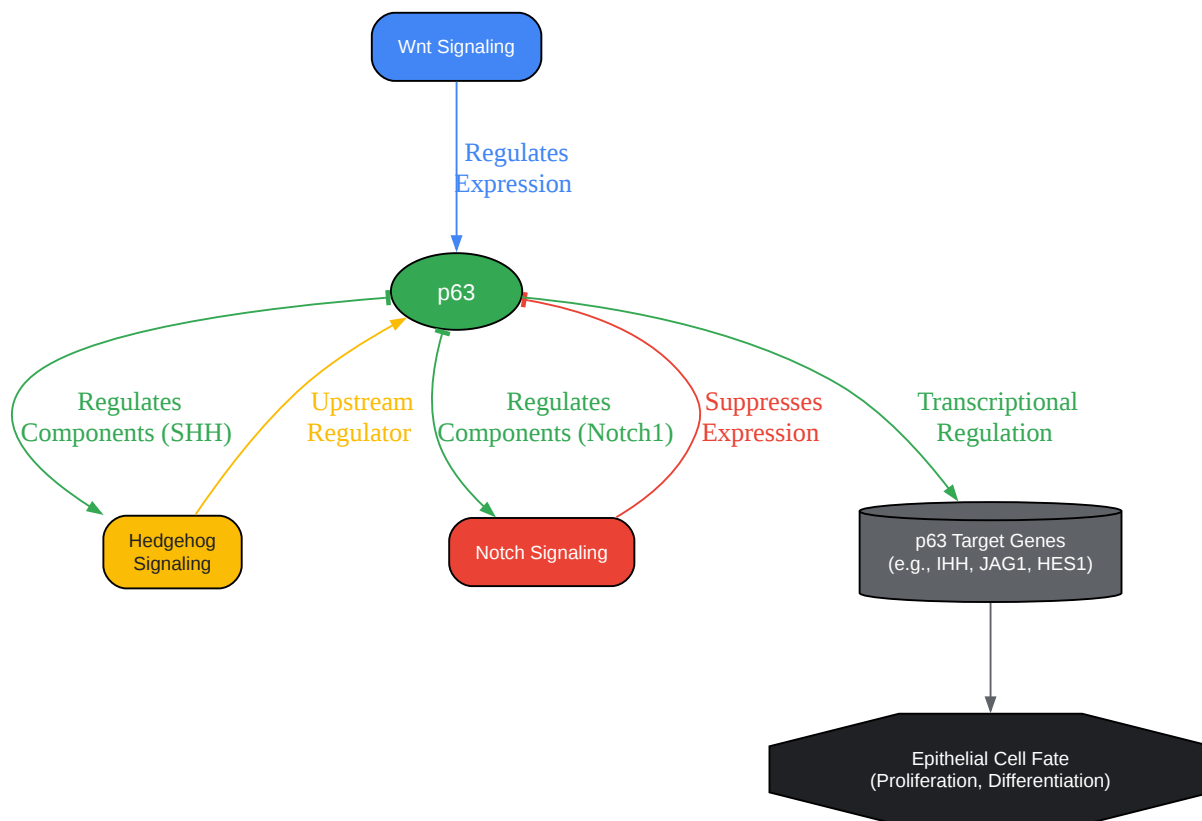 Wnt Signaling
Regulates
Expression
p63
Regulates
Components (SHH)
Upstream
Regulator
Regulates
Components (Notch1)
Suppresses
Expression
Transcriptional
Regulation
Hedgehog
Signaling
Notch Signaling
p63 Target Genes
(e.g., IHH, JAG1, HES1)
Epithelial Cell Fate
(Proliferation, Differentiation)